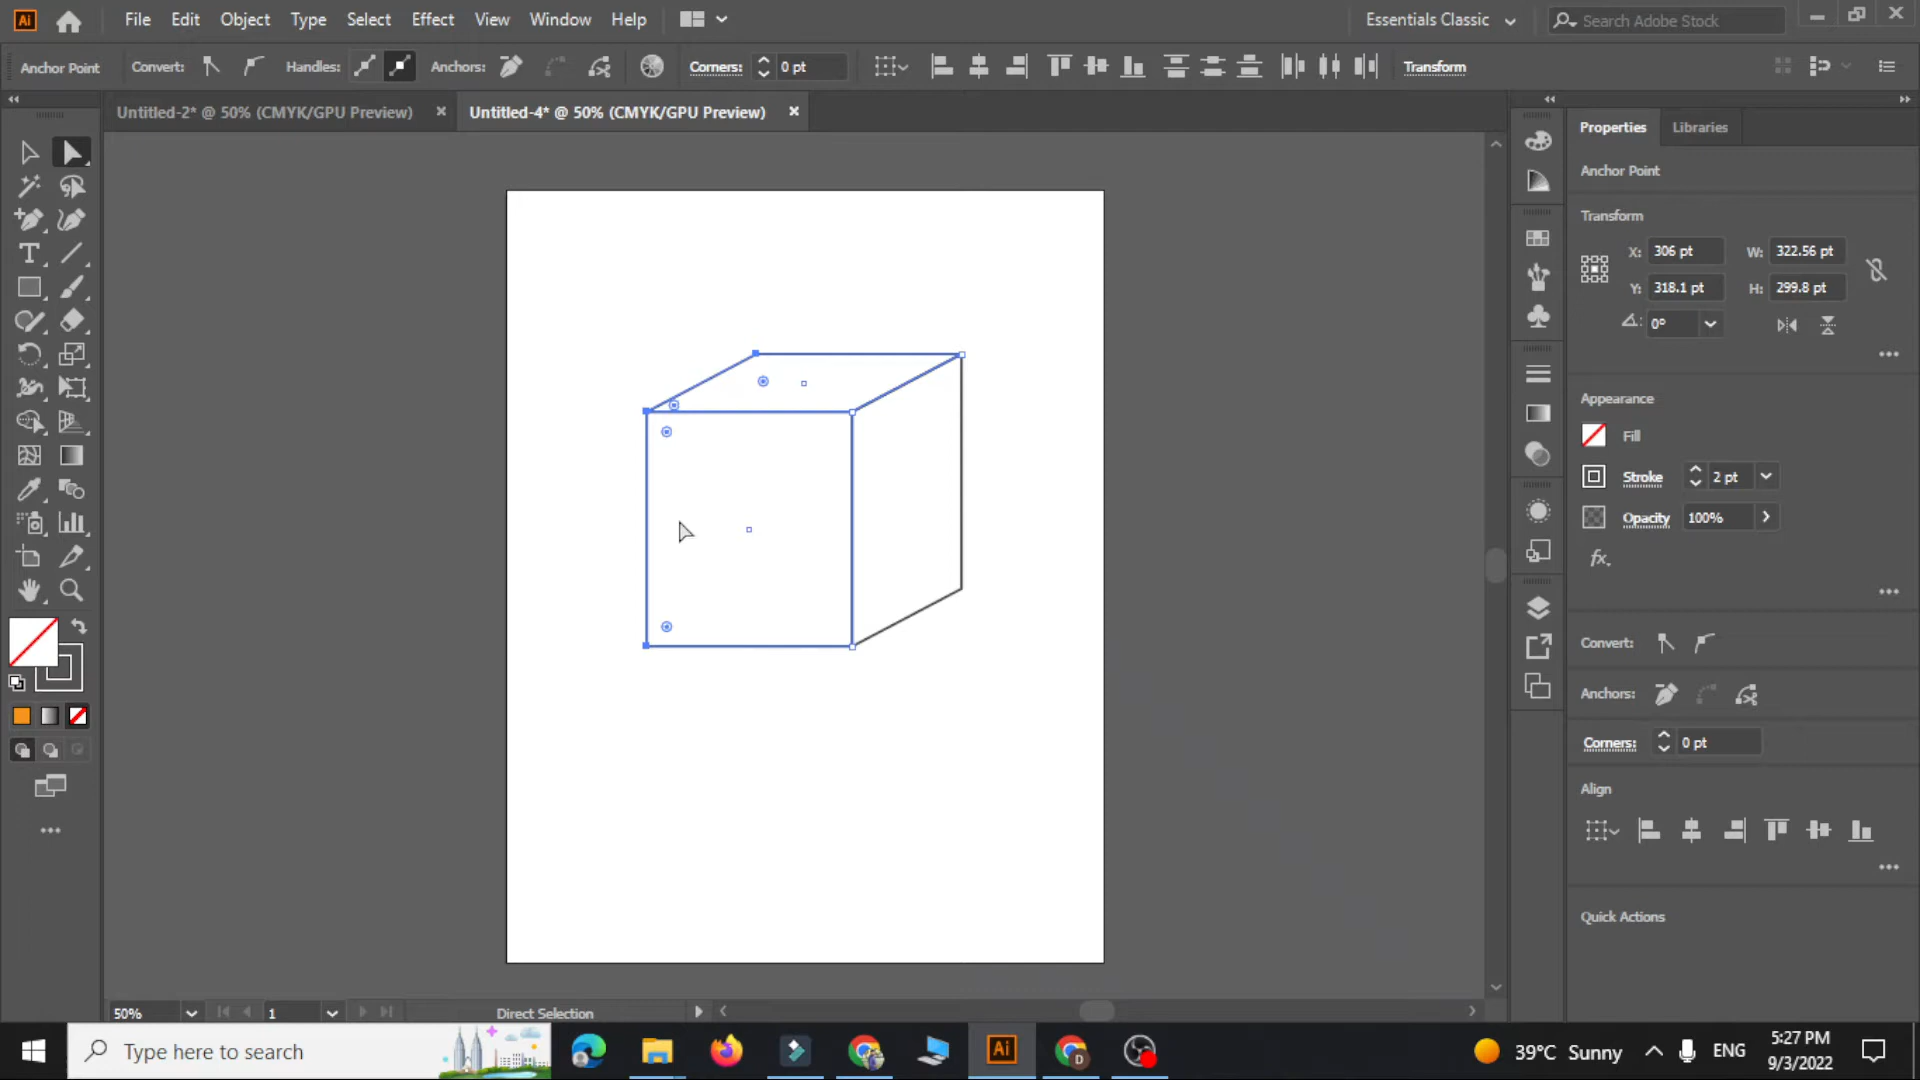 Ai File Edit Object Type Select Effect View Window Help Essentials Classic Search Adobe Stock
Anchor Point Convert: Handles: Anchors: Corners: 0 pt Transform
Untitled-2* @ 50% (CMYK/GPU Preview) Untitled-4* @ 50% (CMYK/GPU Preview)
Properties Libraries
Anchor Point
Transform
X: 306 pt W: 322.56 pt
Y: 318.1 pt H: 299.8 pt
0°
Appearance
Fill
Stroke 2 pt
Opacity 100%
fx.
Convert:
Anchors:
Corners: 0 pt
Align
Quick Actions
50% 1 Direct Selection
Type here to search Ai D 39°C Sunny ENG 5:27 PM
9/3/2022